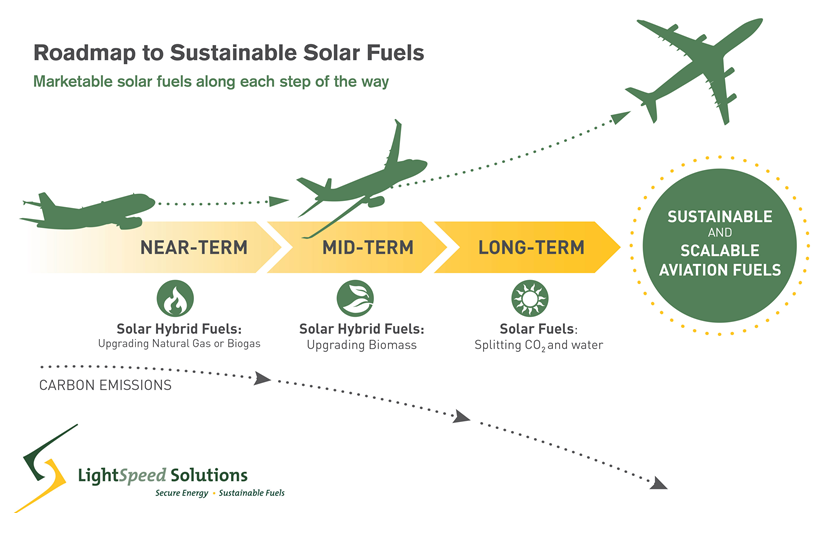 Roadmap to Sustainable Solar Fuels
Marketable solar fuels along each step of the way
NEAR-TERM
MID-TERM
LONG-TERM
SUSTAINABLE
AND
SCALABLE
AVIATION FUELS
Solar Hybrid Fuels:
Upgrading Natural Gas or Biogas
Solar Hybrid Fuels:
Upgrading Biomass
Solar Fuels:
Splitting CO₂ and water
CARBON EMISSIONS
LightSpeed Solutions
Secure Energy • Sustainable Fuels